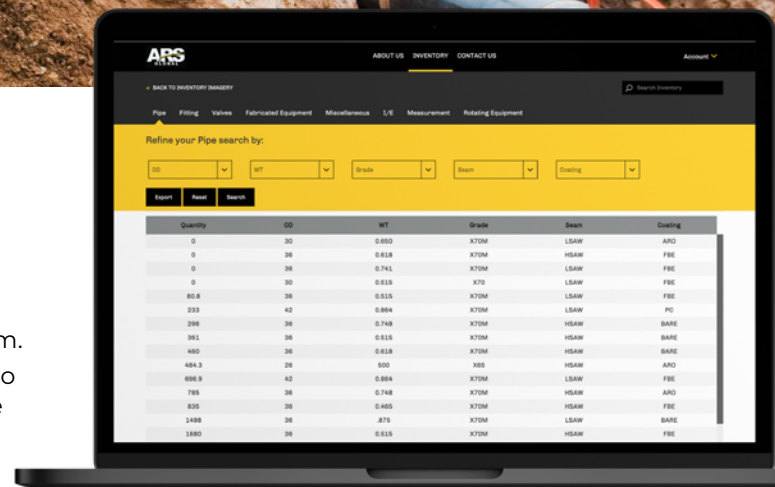 ARS
GLOBAL
ABOUT US INVENTORY CONTACT US
Account
BACK TO INVENTORY IMAGERY
Search Inventory
Pipe Fitting Valves Fabricated Equipment Miscellaneous I/E Measurement Rotating Equipment
Refine your Pipe search by:
OD WT Grade Seam Coating
Export Reset Search
Quantity OD WT Grade Seam Coating
0 30 0.650 X70M LSAW ARO
0 36 0.618 X70M HSAW FBE
0 36 0.741 X70M LSAW FBE
0 30 0.515 X70 LSAW FBE
80.8 36 0.515 X70M LSAW FBE
233 42 0.864 X70M LSAW PC
296 36 0.748 X70M HSAW BARE
361 36 0.515 X70M HSAW BARE
460 36 0.618 X70M HSAW BARE
484.3 26 500 X65 HSAW ARO
696.9 42 0.864 X70M LSAW FBE
785 36 0.748 X70M HSAW ARO
835 36 0.465 X70M HSAW FBE
1486 36 .875 X70M LSAW BARE
1680 36 0.515 X70M HSAW FBE
m.
o
e